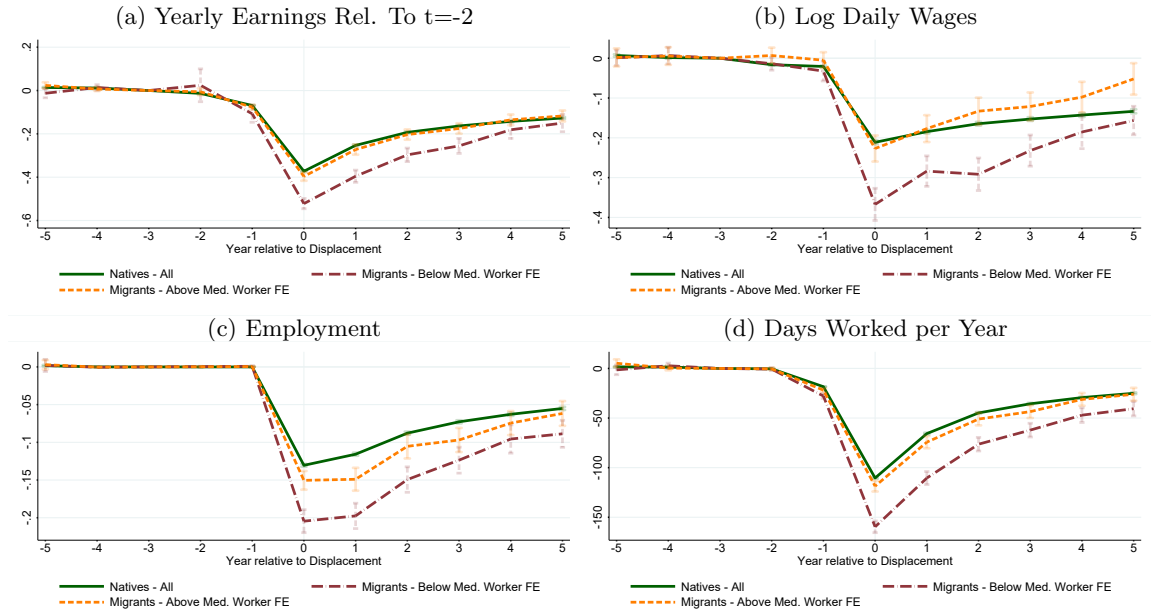 (a) Yearly Earnings Rel. To t=-2
.2
0
-.2
-.4
-.6
-5 -4 -3 -2 -1 0 1 2 3 4 5
Year relative to Displacement
Natives - All Migrants - Below Med. Worker FE
Migrants - Above Med. Worker FE
(b) Log Daily Wages
0
-.1
-.2
-.3
-.4
-5 -4 -3 -2 -1 0 1 2 3 4 5
Year relative to Displacement
Natives - All Migrants - Below Med. Worker FE
Migrants - Above Med. Worker FE
(c) Employment
0
-.05
-.1
-.15
-.2
-5 -4 -3 -2 -1 0 1 2 3 4 5
Year relative to Displacement
Natives - All Migrants - Below Med. Worker FE
Migrants - Above Med. Worker FE
(d) Days Worked per Year
0
-50
-100
-150
-5 -4 -3 -2 -1 0 1 2 3 4 5
Year relative to Displacement
Natives - All Migrants - Below Med. Worker FE
Migrants - Above Med. Worker FE